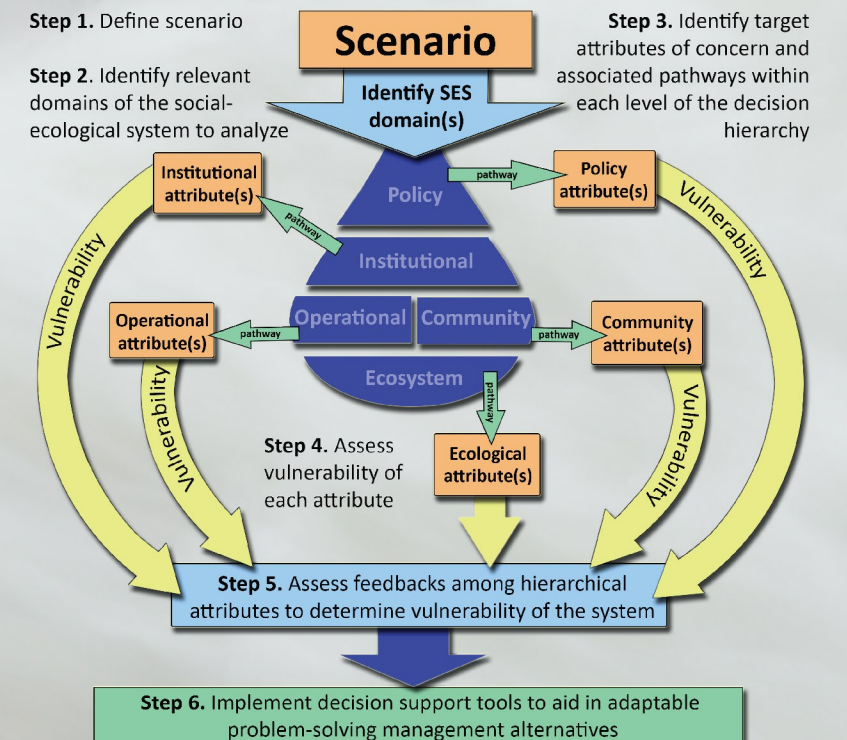 Step 1. Define scenario
Step 2. Identify relevant
domains of the social-
ecological system to analyze
Scenario
Identify SES
domain(s)
Step 3. Identify target
attributes of concern and
associated pathways within
each level of the decision
hierarchy
Institutional
attribute(s)
pathway
Policy
pathway
Policy
attribute(s)
Vulnerability
Vulnerability
Institutional
Operational
attribute(s)
pathway
Operational
Community
pathway
Community
attribute(s)
Vulnerability
Vulnerability
Ecosystem
pathway
Step 4. Assess
vulnerability of
each attribute
Ecological
attribute(s)
Step 5. Assess feedbacks among hierarchical
attributes to determine vulnerability of the system
Step 6. Implement decision support tools to aid in adaptable
problem-solving management alternatives